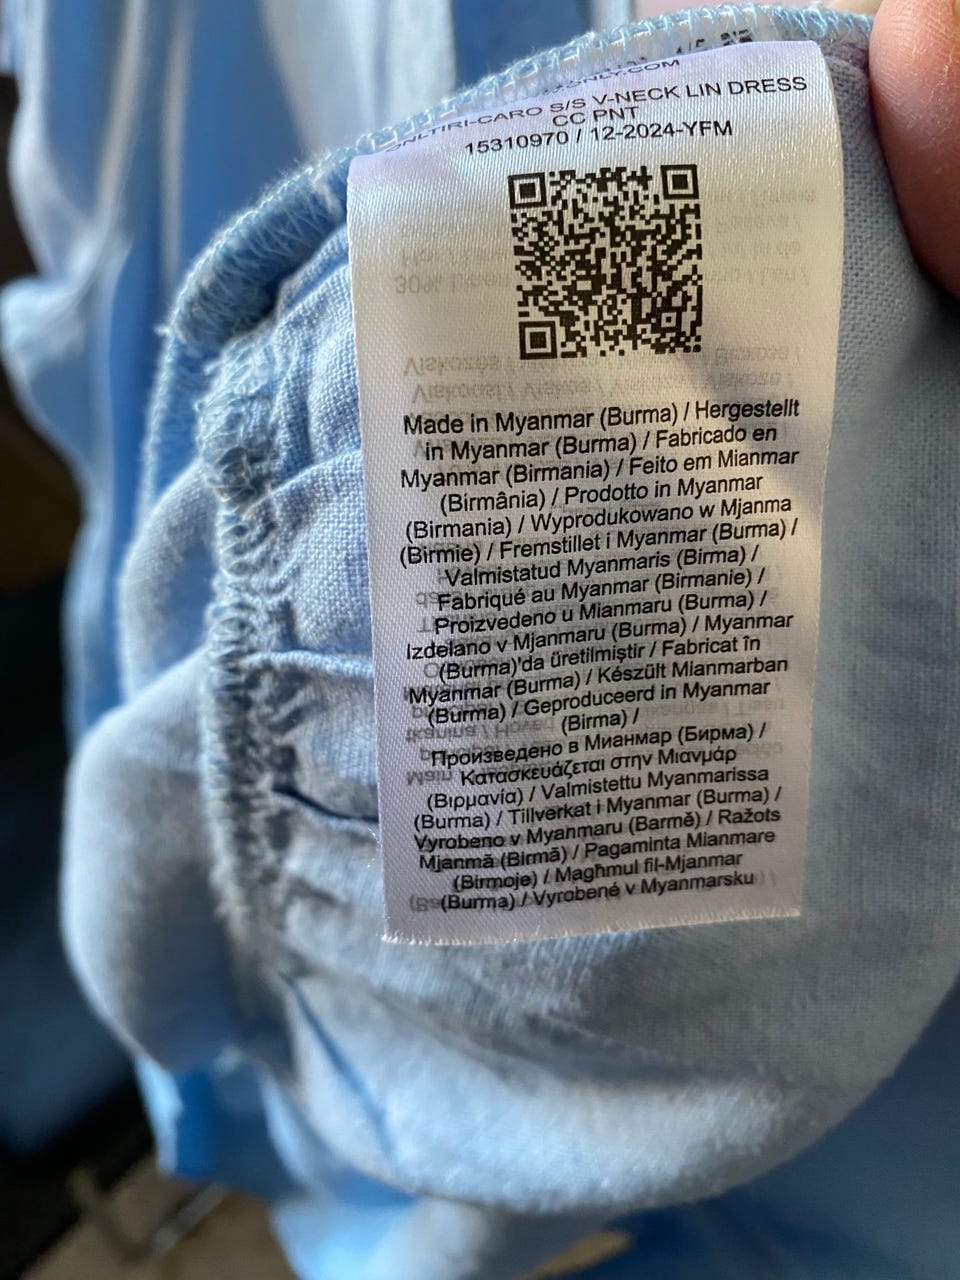 ONLY.COM
ONLTIRI-CARO S/S V-NECK LIN DRESS
CC PNT
15310970 / 12-2024-YFM
Made in Myanmar (Burma) / Hergestellt
in Myanmar (Burma) / Fabricado en
Myanmar (Birmania) / Feito em Mianmar
(Birmânia) / Prodotto in Myanmar
(Birmania) / Wyprodukowano w Mjanma
(Birmie) / Fremstillet i Myanmar (Burma) /
Valmistatud Myanmaris (Birma) /
Fabriqué au Myanmar (Birmanie) /
Proizvedeno u Mianmaru (Burma) /
Izdelano v Mjanmaru (Burma) / Myanmar
(Burma)'da üretilmiştir / Fabricat în
Myanmar (Burma) / Készült Mianmarban
(Burma) / Geproduceerd in Myanmar
(Birma) /
Произведено в Мианмар (Бирма) /
Κατασκευάζεται στην Μιανμάρ
(Βιρμανία) / Valmistettu Myanmarissa
(Burma) / Tillverkat i Myanmar (Burma) /
Vyrobeno v Myanmaru (Barmě) / Ražots
Mjanmā (Birmā) / Pagaminta Mianmare
(Birmoje) / Magħmul fil-Mjanmar
(Burma) / Vyrobené v Myanmarsku